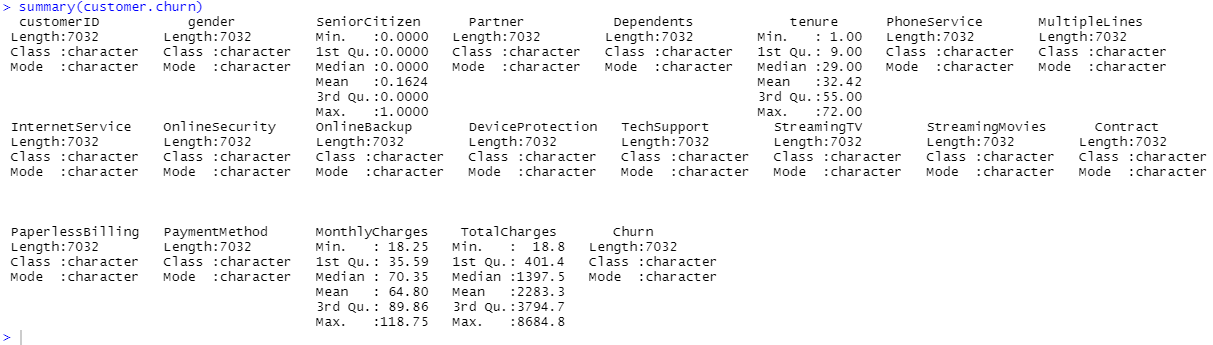 > summary(customer.churn)
customerID gender SeniorCitizen Partner Dependents tenure PhoneService MultipleLines
Length:7032 Length:7032 Min. :0.0000 Length:7032 Length:7032 Min. : 1.00 Length:7032 Length:7032
Class :character Class :character 1st Qu.:0.0000 Class :character Class :character 1st Qu.: 9.00 Class :character Class :character
Mode :character Mode :character Median :0.0000 Mode :character Mode :character Median :29.00 Mode :character Mode :character
Mean :0.1624 Mean :32.42
3rd Qu.:0.0000 3rd Qu.:55.00
Max. :1.0000 Max. :72.00
InternetService OnlineSecurity OnlineBackup DeviceProtection TechSupport StreamingTV StreamingMovies Contract
Length:7032 Length:7032 Length:7032 Length:7032 Length:7032 Length:7032 Length:7032 Length:7032
Class :character Class :character Class :character Class :character Class :character Class :character Class :character Class :character
Mode :character Mode :character Mode :character Mode :character Mode :character Mode :character Mode :character Mode :character
PaperlessBilling PaymentMethod MonthlyCharges TotalCharges Churn
Length:7032 Length:7032 Min. : 18.25 Min. : 18.8 Length:7032
Class :character Class :character 1st Qu.: 35.59 1st Qu.: 401.4 Class :character
Mode :character Mode :character Median : 70.35 Median :1397.5 Mode :character
Mean : 64.80 Mean :2283.3
3rd Qu.: 89.86 3rd Qu.:3794.7
Max. :118.75 Max. :8684.8
>